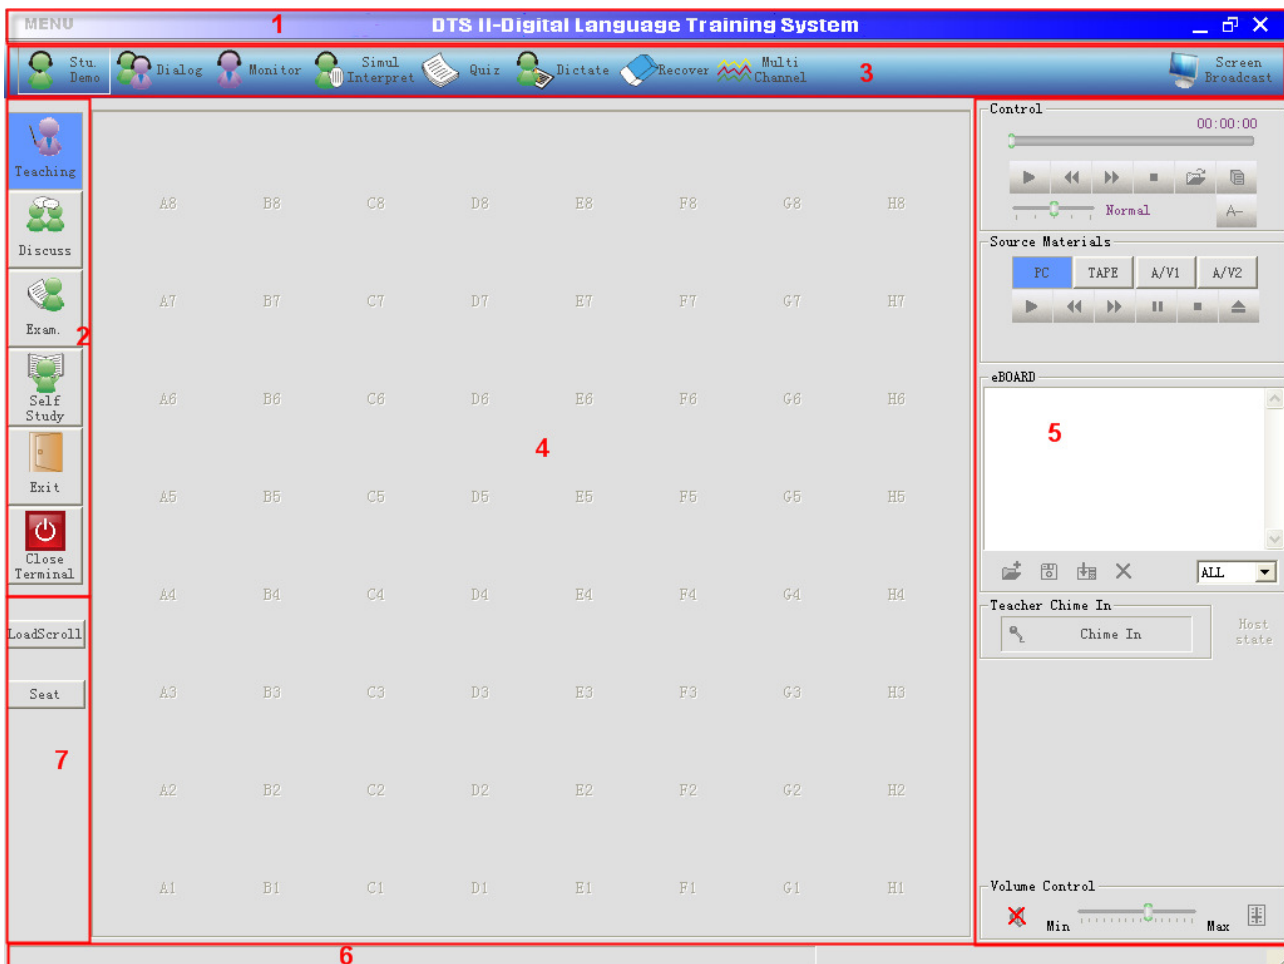 MENU 1 DTS II-Digital Language Training System
Stu. Demo
Dialog
Monitor
Simul Interpret
Quiz
Dictate
Recover
Multi Channel
3
Screen Broadcast
Teaching
Discuss
Exam.
2
Self
Study
Exit
Close
Terminal
LoadScroll
Seat
7
A8 B8 C8 D8 E8 F8 G8 H8
A7 B7 C7 D7 E7 F7 G7 H7
A6 B6 C6 D6 E6 F6 G6 H6
4
A5 B5 C5 D5 E5 F5 G5 H5
A4 B4 C4 D4 E4 F4 G4 H4
A3 B3 C3 D3 E3 F3 G3 H3
A2 B2 C2 D2 E2 F2 G2 H2
A1 B1 C1 D1 E1 F1 G1 H1
Control
00:00:00
Normal A-
Source Materials
PC TAPE A/V1 A/V2
eBOARD
5
ALL
Teacher Chime In
Chime In
Host
state
Volume Control
Min Max
6